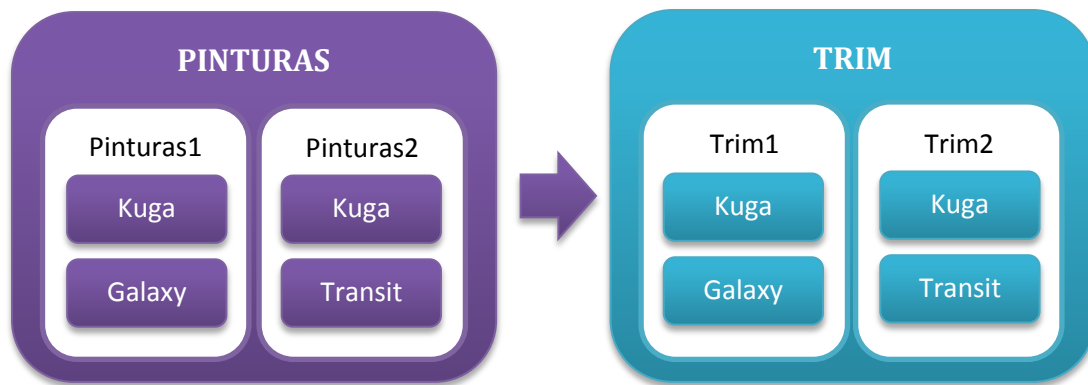 PINTURAS
Pinturas1
Kuga
Galaxy
Pinturas2
Kuga
Transit
TRIM
Trim1
Kuga
Galaxy
Trim2
Kuga
Transit